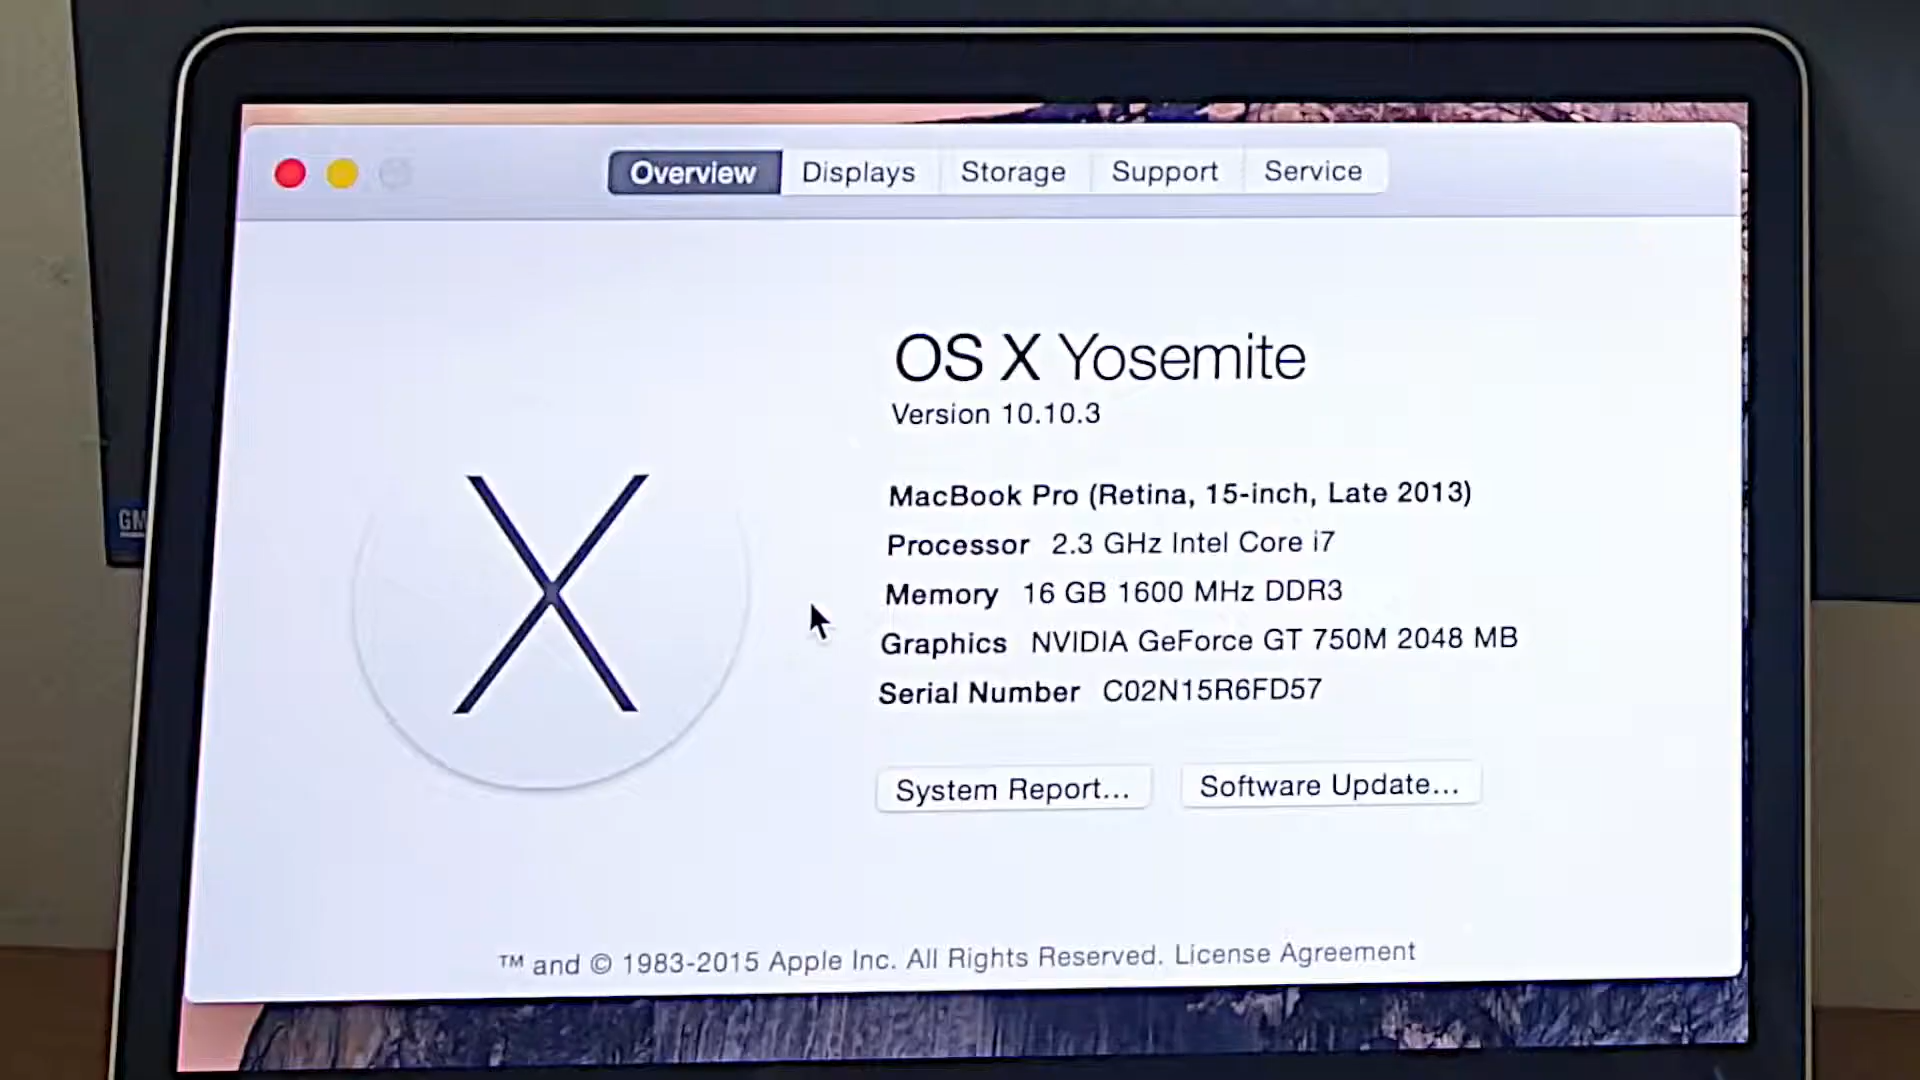 Overview Displays Storage Support Service
OS X Yosemite
Version 10.10.3
MacBook Pro (Retina, 15-inch, Late 2013)
Processor 2.3 GHz Intel Core i7
Memory 16 GB 1600 MHz DDR3
GM
Graphics NVIDIA GeForce GT 750M 2048 MB
Serial Number C02N15R6FD57
System Report... Software Update...
™ and © 1983-2015 Apple Inc. All Rights Reserved. License Agreement